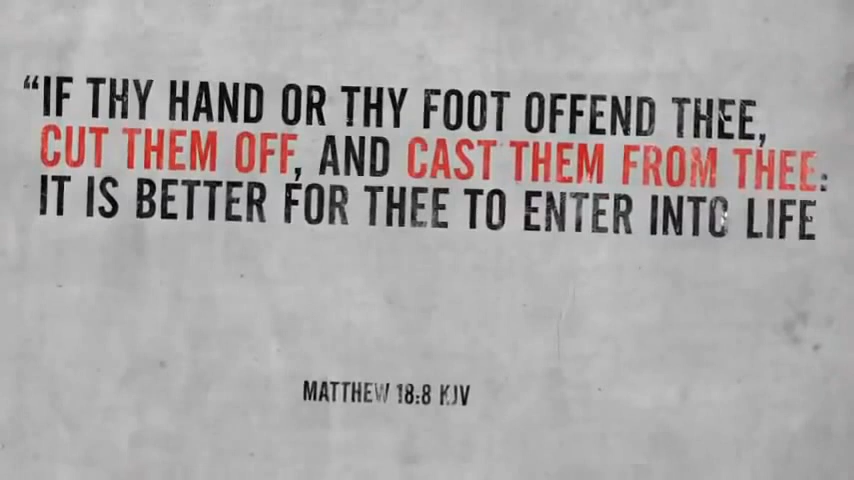 “IF THY HAND OR THY FOOT OFFEND THEE,
CUT THEM OFF, AND CAST THEM FROM THEE:
IT IS BETTER FOR THEE TO ENTER INTO LIFE
MATTHEW 18:8 KJV